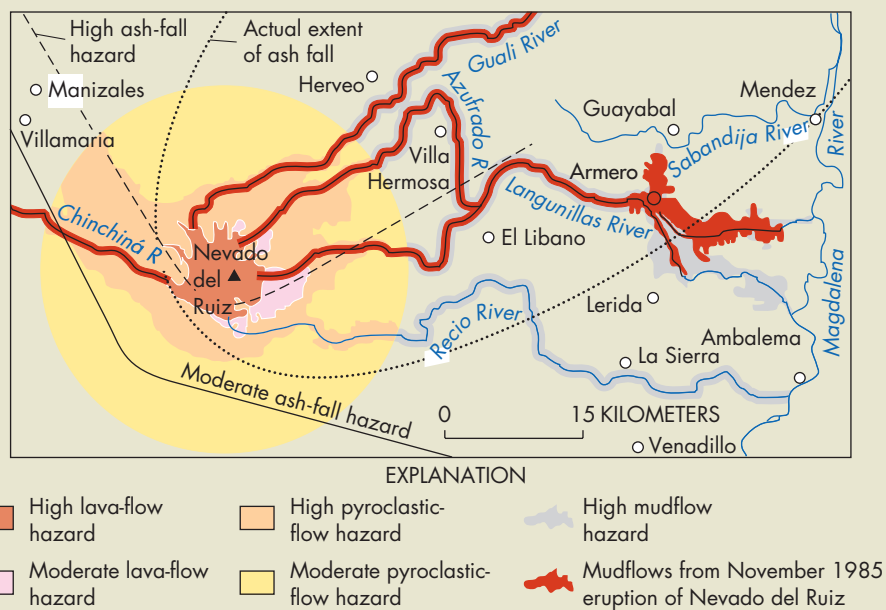 High ash-fall
hazard
Actual extent
of ash fall
Guali River
Manizales
Herveo
Azufrado R
Mendez
Guayabal
Villamaria
Villa
Hermosa
Armero
Sabandija River
River
Langunillas River
Chinchiná R
Nevado
del
Ruiz
El Libano
Lerida
Magdalena
Recio River
Ambalema
La Sierra
Moderate ash-fall hazard
0 15 KILOMETERS
Venadillo
EXPLANATION
High lava-flow
hazard
High pyroclastic-
flow hazard
High mudflow
hazard
Moderate lava-flow
hazard
Moderate pyroclastic-
flow hazard
Mudflows from November 1985
eruption of Nevado del Ruiz